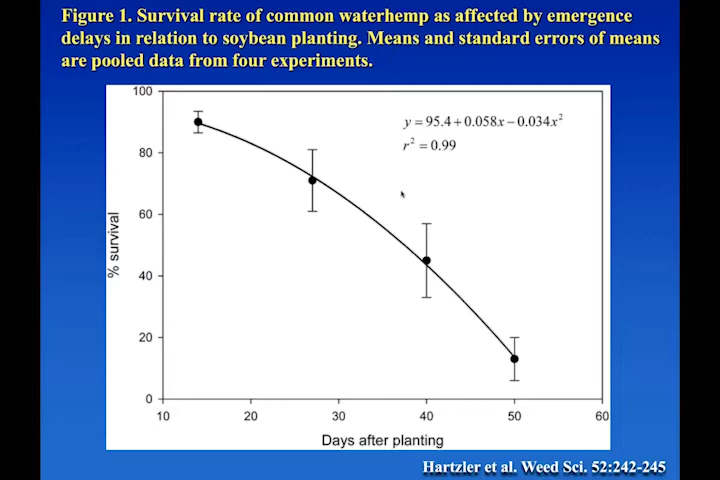 Figure 1. Survival rate of common waterhemp as affected by emergence
delays in relation to soybean planting. Means and standard errors of means
are pooled data from four experiments.
y = 95.4 + 0.058x − 0.034x²
r² = 0.99
% survival
100
80
60
40
20
0
10 20 30 40 50 60
Days after planting
Hartzler et al. Weed Sci. 52:242-245